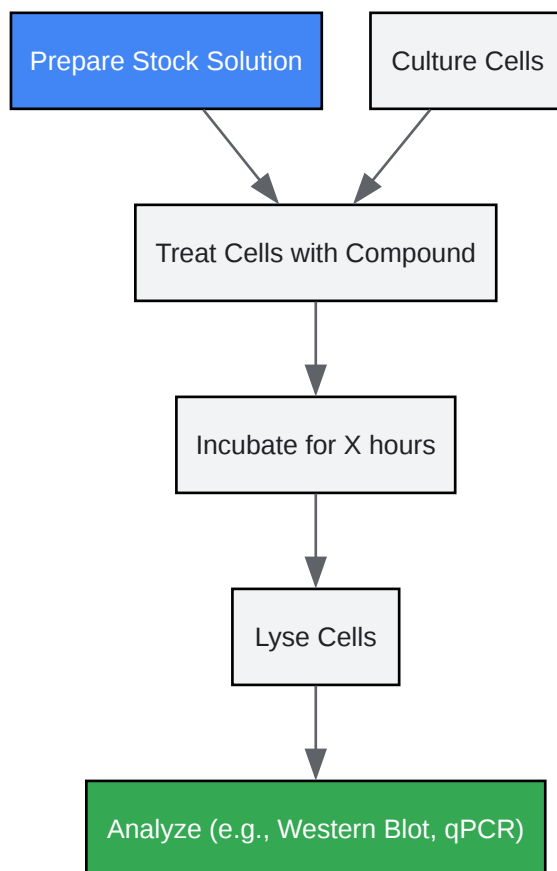 Prepare Stock Solution
Culture Cells
Treat Cells with Compound
Incubate for X hours
Lyse Cells
Analyze (e.g., Western Blot, qPCR)